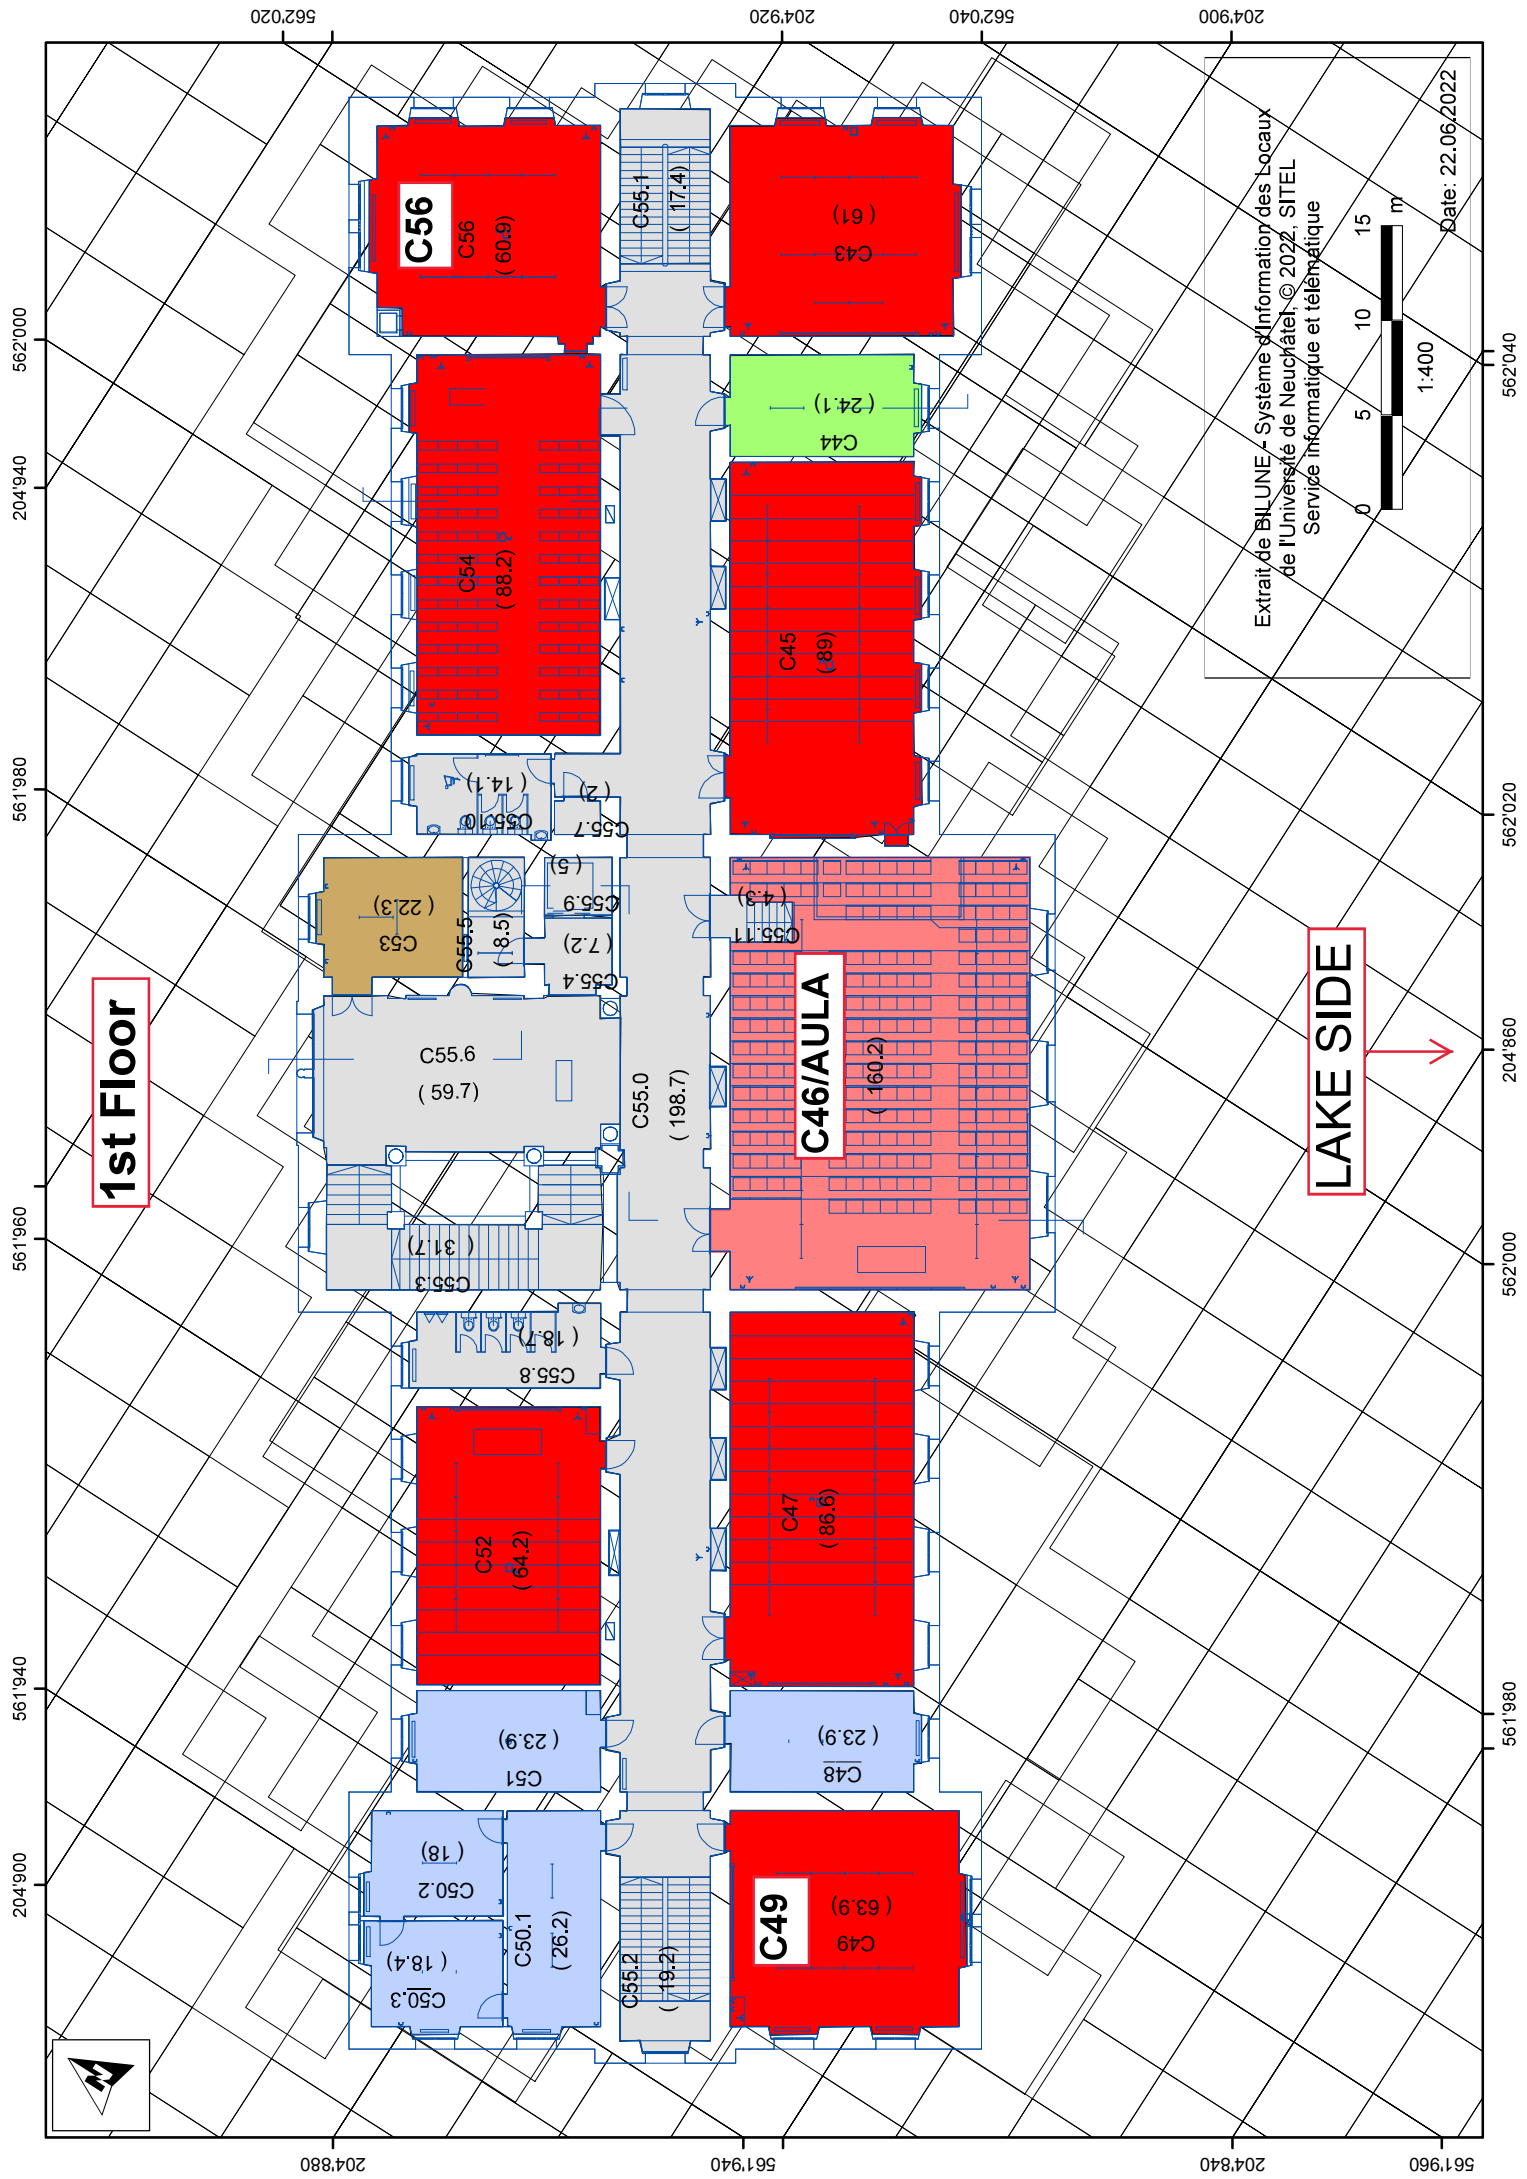 1st Floor
562'020
204'920
562'040
204'900
562'000
204'940
561'980
561'960
561'940
204'900
562'040
562'020
204'860
562'000
561'980
204'880
561'940
204'840
561'960
C56
C56
( 60.9)
C55.1
( 17.4)
C43
( 61)
C54
( 88.2)
C44
( 24.1)
C45
( 89)
C55.10
( 14.1)
C55.7
( 2)
C53
( 22.3)
C55.5
( 8.5)
C55.9
( 5)
C55.4
( 7.2)
C55.11
( 4.3)
C55.6
( 59.7)
C55.0
( 198.7)
C46/AULA
( 160.2)
C55.3
( 31.7)
C55.8
( 18.7)
C52
( 64.2)
C47
( 86.6)
C51
( 23.9)
C48
( 23.9)
C50.2
( 18)
C50.3
( 18.4)
C50.1
( 26.2)
C55.2
( 19.2)
C49
C49
( 63.9)
LAKE SIDE
Extrait de BILUNE - Système d'Information des Locaux
de l'Université de Neuchâtel, © 2022, SITEL
Service informatique et télématique
0 5 10 15
m
1:400
Date: 22.06.2022
N